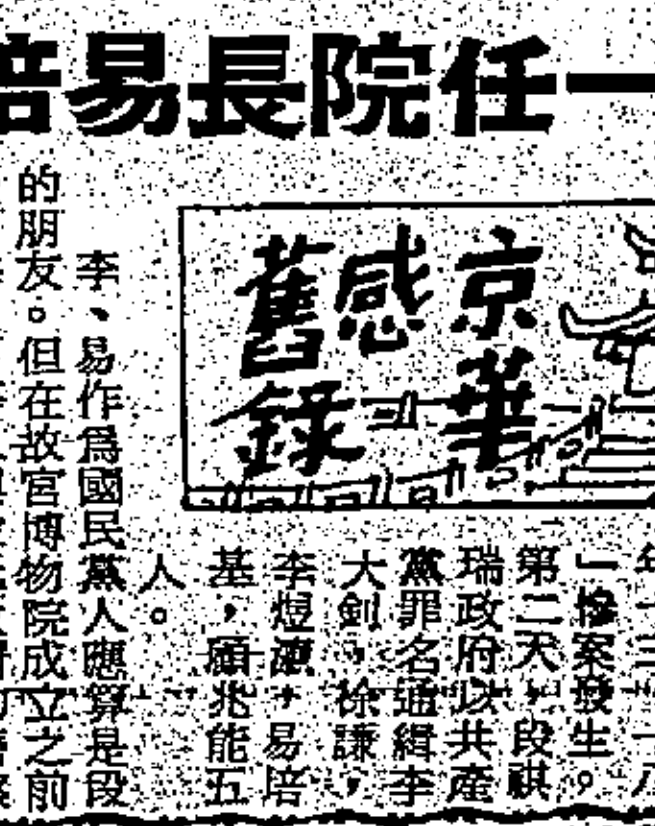 一任院長易
京華
感
舊錄
」慘案發生。
第二天，段祺
瑞政府以共產
黨罪名通緝李
大釗，徐謙，
李煜瀛，易培
基，顧兆能五
人。
李、易作爲國民黨人應算是段
的朋友。但在故宮博物院成立之前